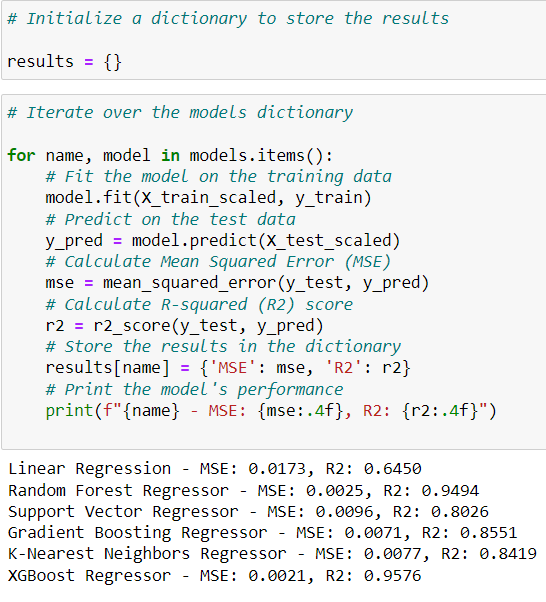 # Initialize a dictionary to store the results
results = {}
# Iterate over the models dictionary
for name, model in models.items():
    # Fit the model on the training data
    model.fit(X_train_scaled, y_train)
    # Predict on the test data
    y_pred = model.predict(X_test_scaled)
    # Calculate Mean Squared Error (MSE)
    mse = mean_squared_error(y_test, y_pred)
    # Calculate R-squared (R2) score
    r2 = r2_score(y_test, y_pred)
    # Store the results in the dictionary
    results[name] = {'MSE': mse, 'R2': r2}
    # Print the model's performance
    print(f"{name} - MSE: {mse:.4f}, R2: {r2:.4f}")
Linear Regression - MSE: 0.0173, R2: 0.6450
Random Forest Regressor - MSE: 0.0025, R2: 0.9494
Support Vector Regressor - MSE: 0.0096, R2: 0.8026
Gradient Boosting Regressor - MSE: 0.0071, R2: 0.8551
K-Nearest Neighbors Regressor - MSE: 0.0077, R2: 0.8419
XGBoost Regressor - MSE: 0.0021, R2: 0.9576